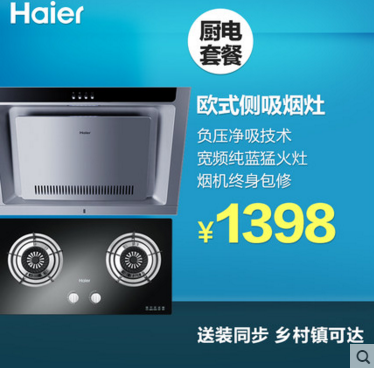 Haier
厨电
套餐
欧式侧吸烟灶
负压净吸技术
宽频纯蓝猛火灶
烟机终身包修
¥1398
Haier
Haier
送装同步 乡村镇可达